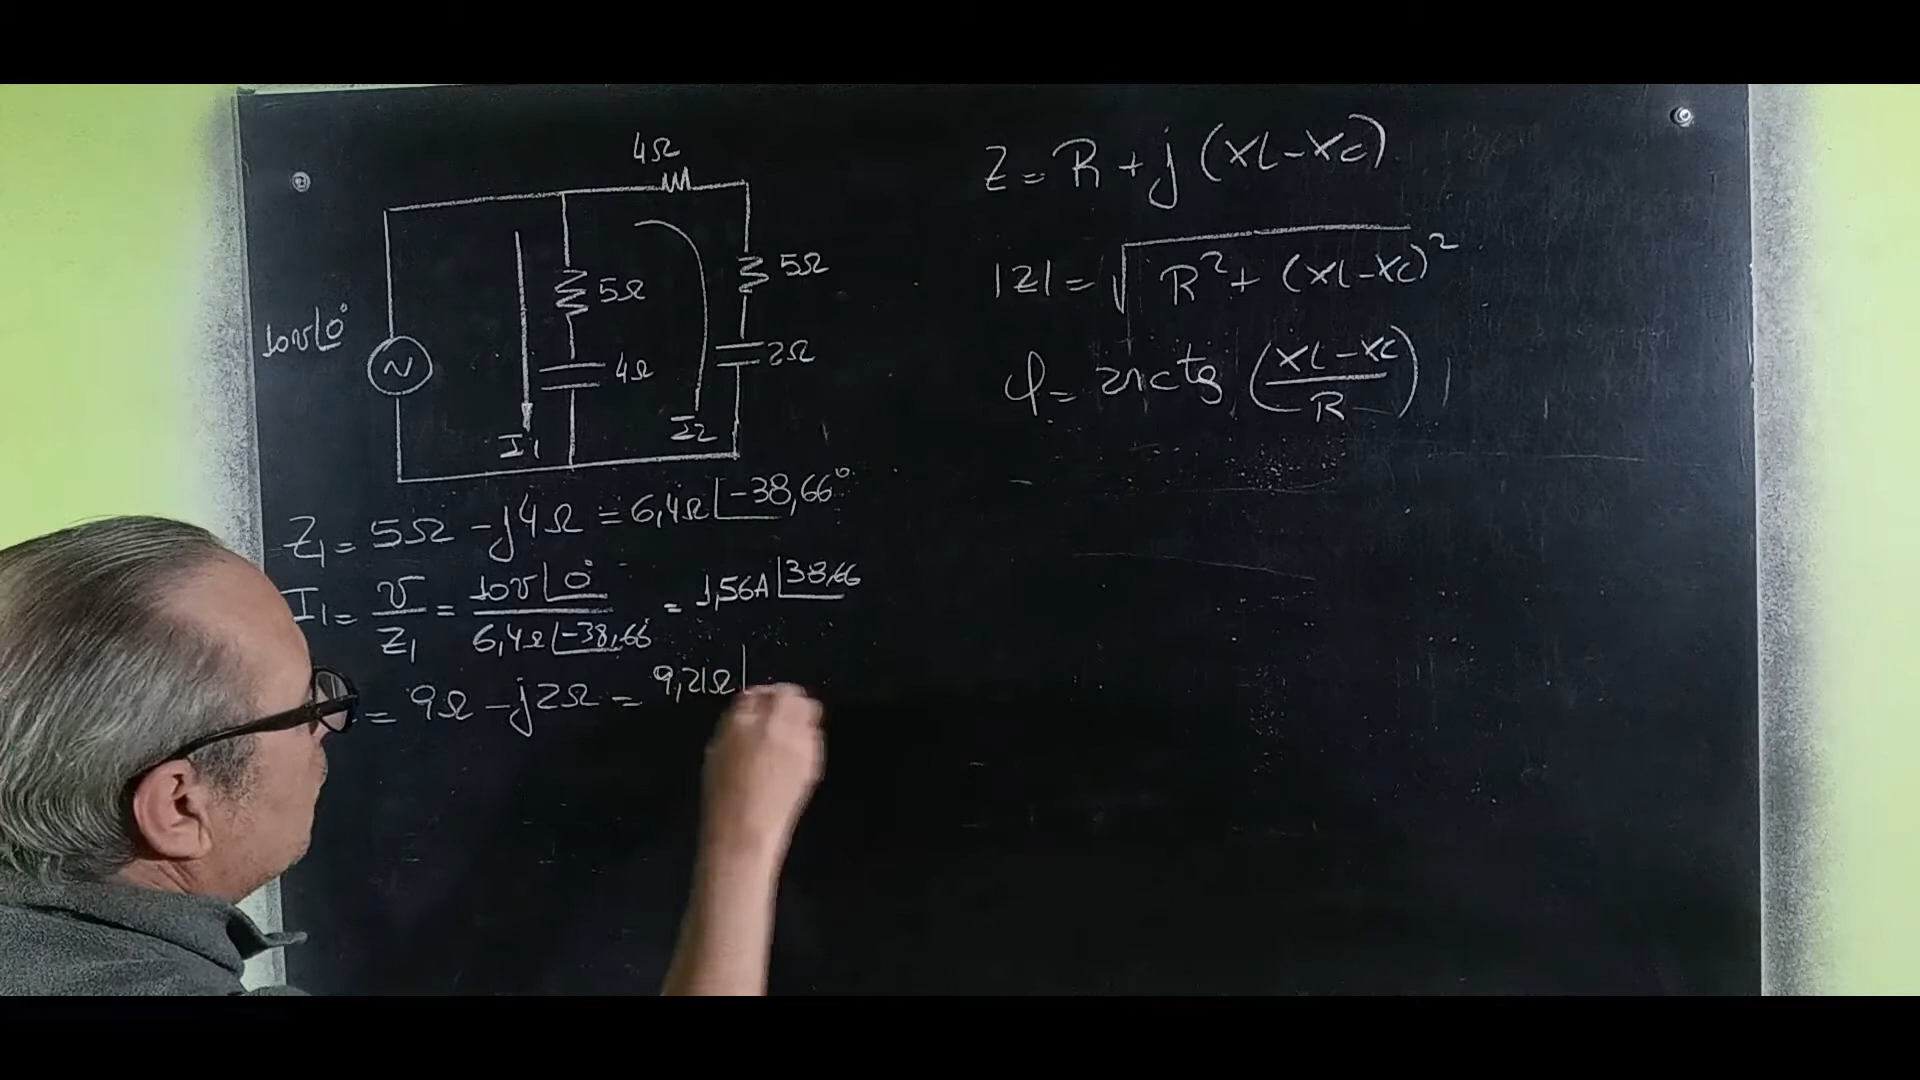 4Ω
5Ω
5Ω
10v∠0°
4Ω
2Ω
I1
I2
Z1 = 5Ω - j4Ω = 6,4Ω∠-38,66°
I1 = v/Z1 = 10v∠0°/6,4Ω∠-38,66° = 1,56A∠38,66
= 9Ω - j2Ω = 9,21Ω∠
Z = R + j (XL-XC)
|Z| = √R² + (XL-XC)²
φ = arctg (XL-XC/R)